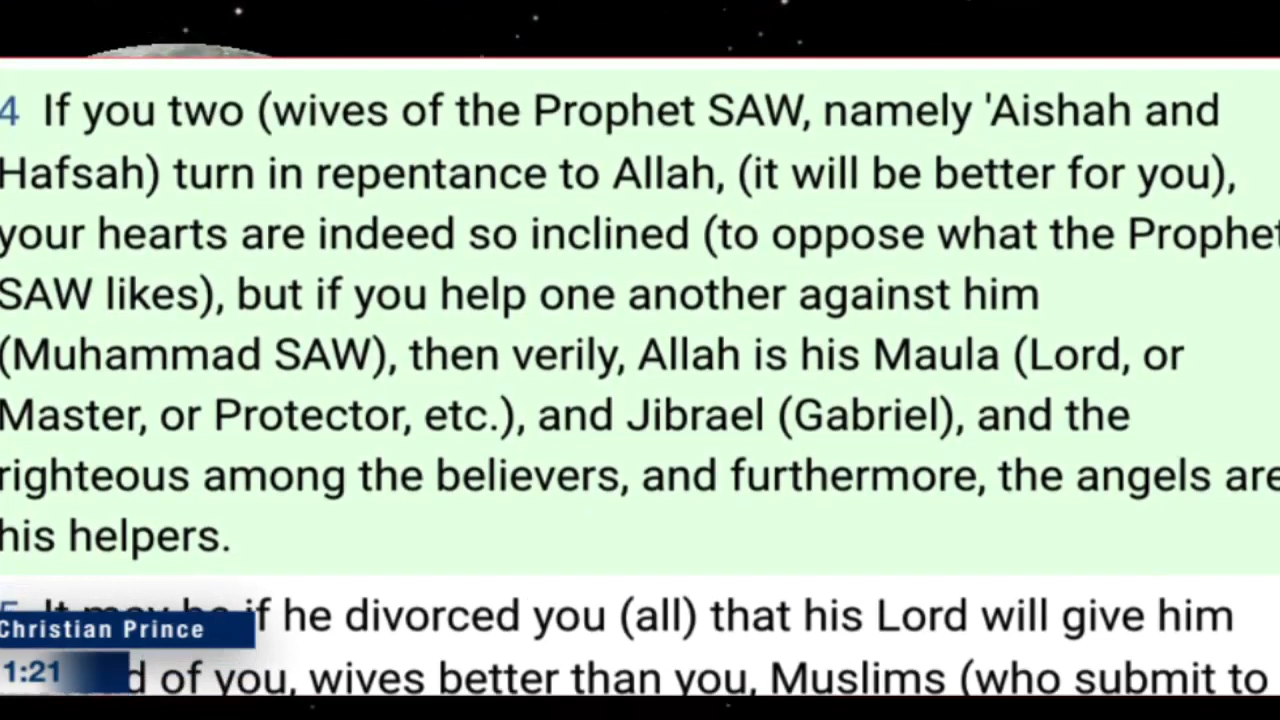 4 If you two (wives of the Prophet SAW, namely 'Aishah and
Hafsah) turn in repentance to Allah, (it will be better for you),
your hearts are indeed so inclined (to oppose what the Prophet
SAW likes), but if you help one another against him
(Muhammad SAW), then verily, Allah is his Maula (Lord, or
Master, or Protector, etc.), and Jibrael (Gabriel), and the
righteous among the believers, and furthermore, the angels are
his helpers.
5 It may be if he divorced you (all) that his Lord will give him
Christian Prince
of you, wives better than you, Muslims (who submit to
1:21